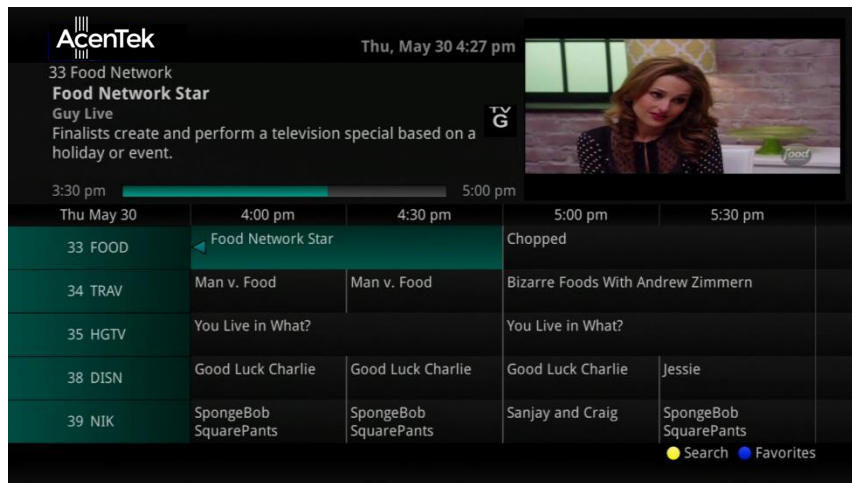 AcenTek
Thu, May 30 4:27 pm
33 Food Network
Food Network Star
Guy Live
TV
G
Finalists create and perform a television special based on a
holiday or event.
food
3:30 pm 5:00 pm
Thu May 30 4:00 pm 4:30 pm 5:00 pm 5:30 pm
33 FOOD Food Network Star Chopped
34 TRAV Man v. Food Man v. Food Bizarre Foods With Andrew Zimmern
35 HGTV You Live in What? You Live in What?
38 DISN Good Luck Charlie Good Luck Charlie Good Luck Charlie Jessie
39 NIK SpongeBob SquarePants SpongeBob SquarePants Sanjay and Craig SpongeBob SquarePants
Search Favorites